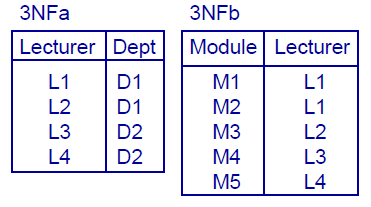 3NFa
Lecturer Dept
L1 D1
L2 D1
L3 D2
L4 D2
3NFb
Module Lecturer
M1 L1
M2 L1
M3 L2
M4 L3
M5 L4